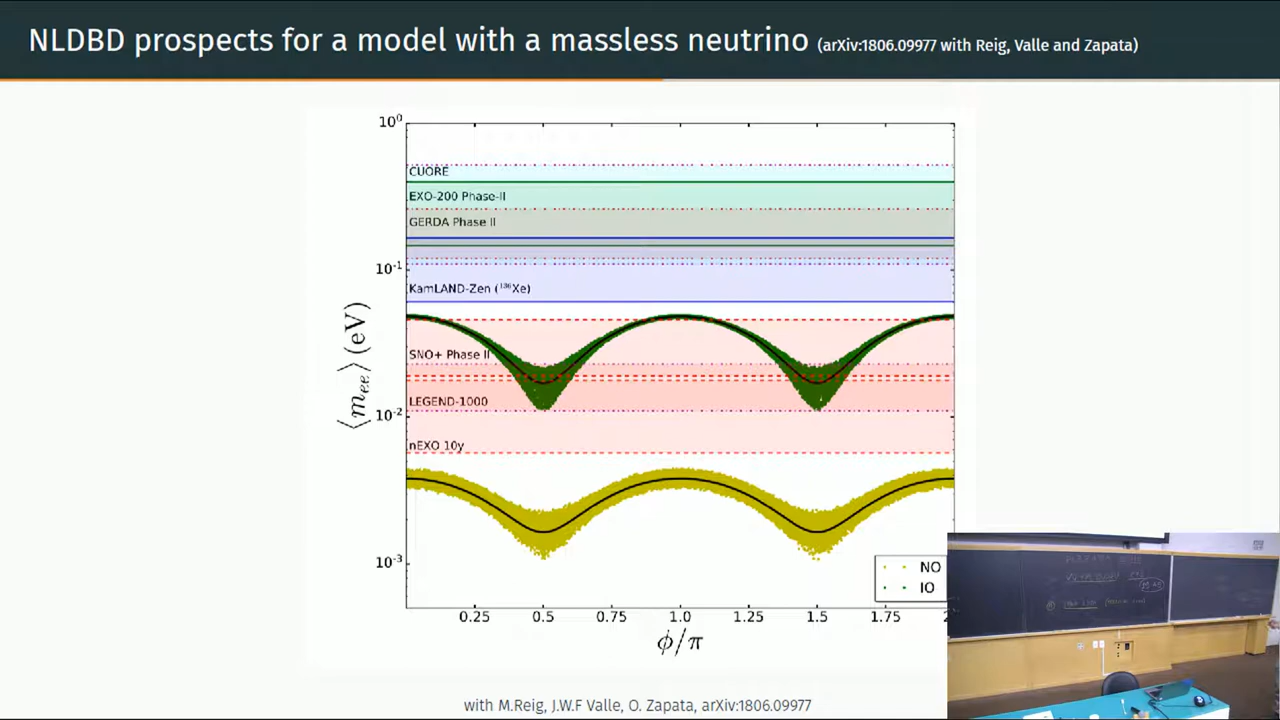 NLDBD prospects for a model with a massless neutrino (arXiv:1806.09977 with Reig, Valle and Zapata)
10⁰
CUORE
EXO-200 Phase-II
GERDA Phase II
10⁻¹
KamLAND-Zen (¹³⁶Xe)
SNO+ Phase II
LEGEND-1000
10⁻²
nEXO 10y
10⁻³
⟨mₑₑ⟩ (eV)
NO
IO
0.25 0.5 0.75 1.0 1.25 1.5 1.75
ϕ/π
with M.Reig, J.W.F Valle, O. Zapata, arXiv:1806.09977